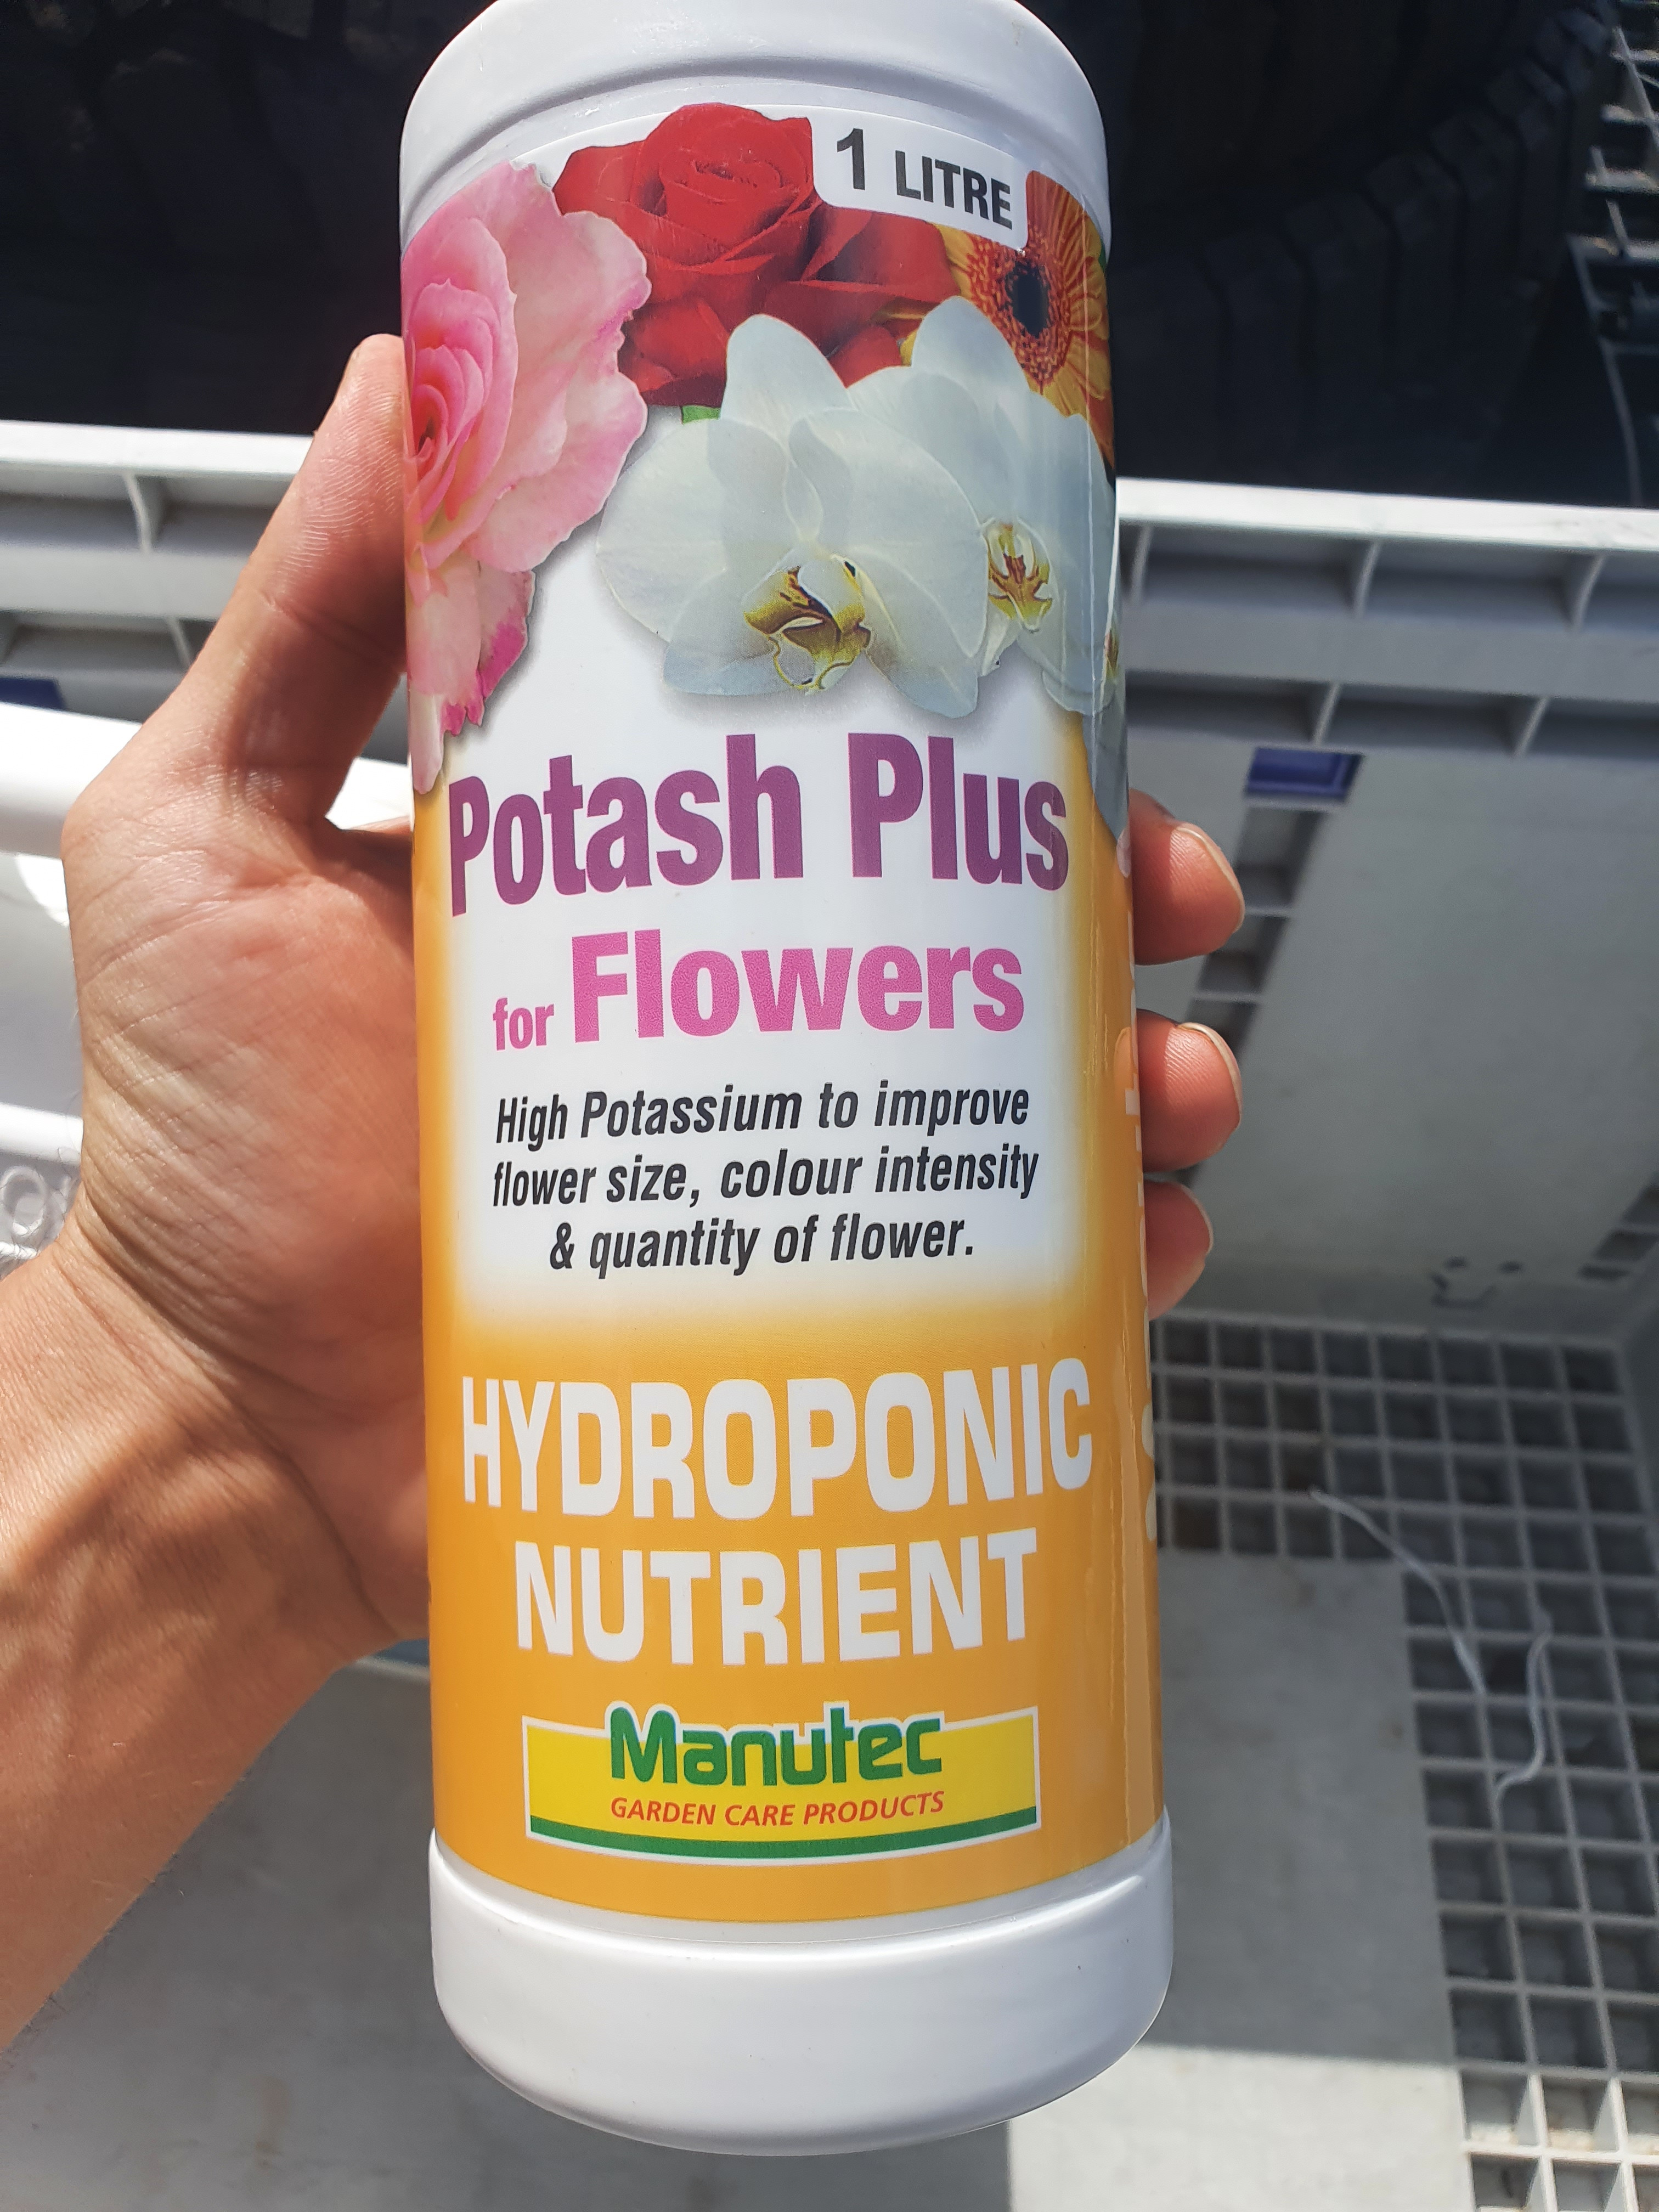 1 LITRE
Potash Plus
for Flowers
High Potassium to improve
flower size, colour intensity
& quantity of flower.
HYDROPONIC
NUTRIENT
Manutec
GARDEN CARE PRODUCTS